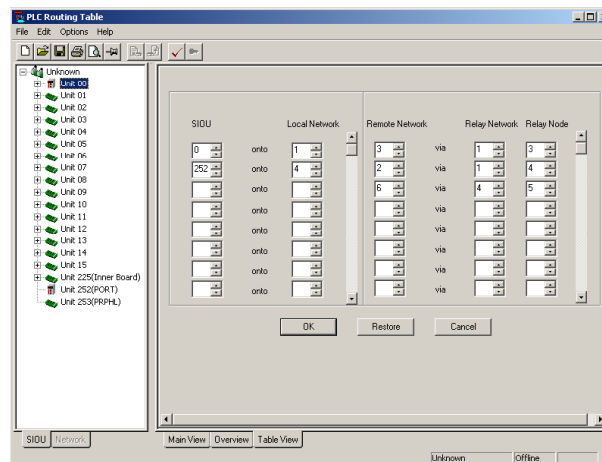 PLC Routing Table
File Edit Options Help
Unknown
Unit 00
Unit 01
Unit 02
Unit 03
Unit 04
Unit 05
Unit 06
Unit 07
Unit 08
Unit 09
Unit 10
Unit 11
Unit 12
Unit 13
Unit 14
Unit 15
Unit 225(Inner Board)
Unit 252(PORT)
Unit 253(PRPHL)
SIOU Network
SIOU Local Network Remote Network Relay Network Relay Node
0 onto 1 3 via 1 3
252 onto 4 2 via 1 4
onto 6 via 4 5
onto via
onto via
onto via
onto via
onto via
OK Restore Cancel
Main View Overview Table View
Unknown Offline